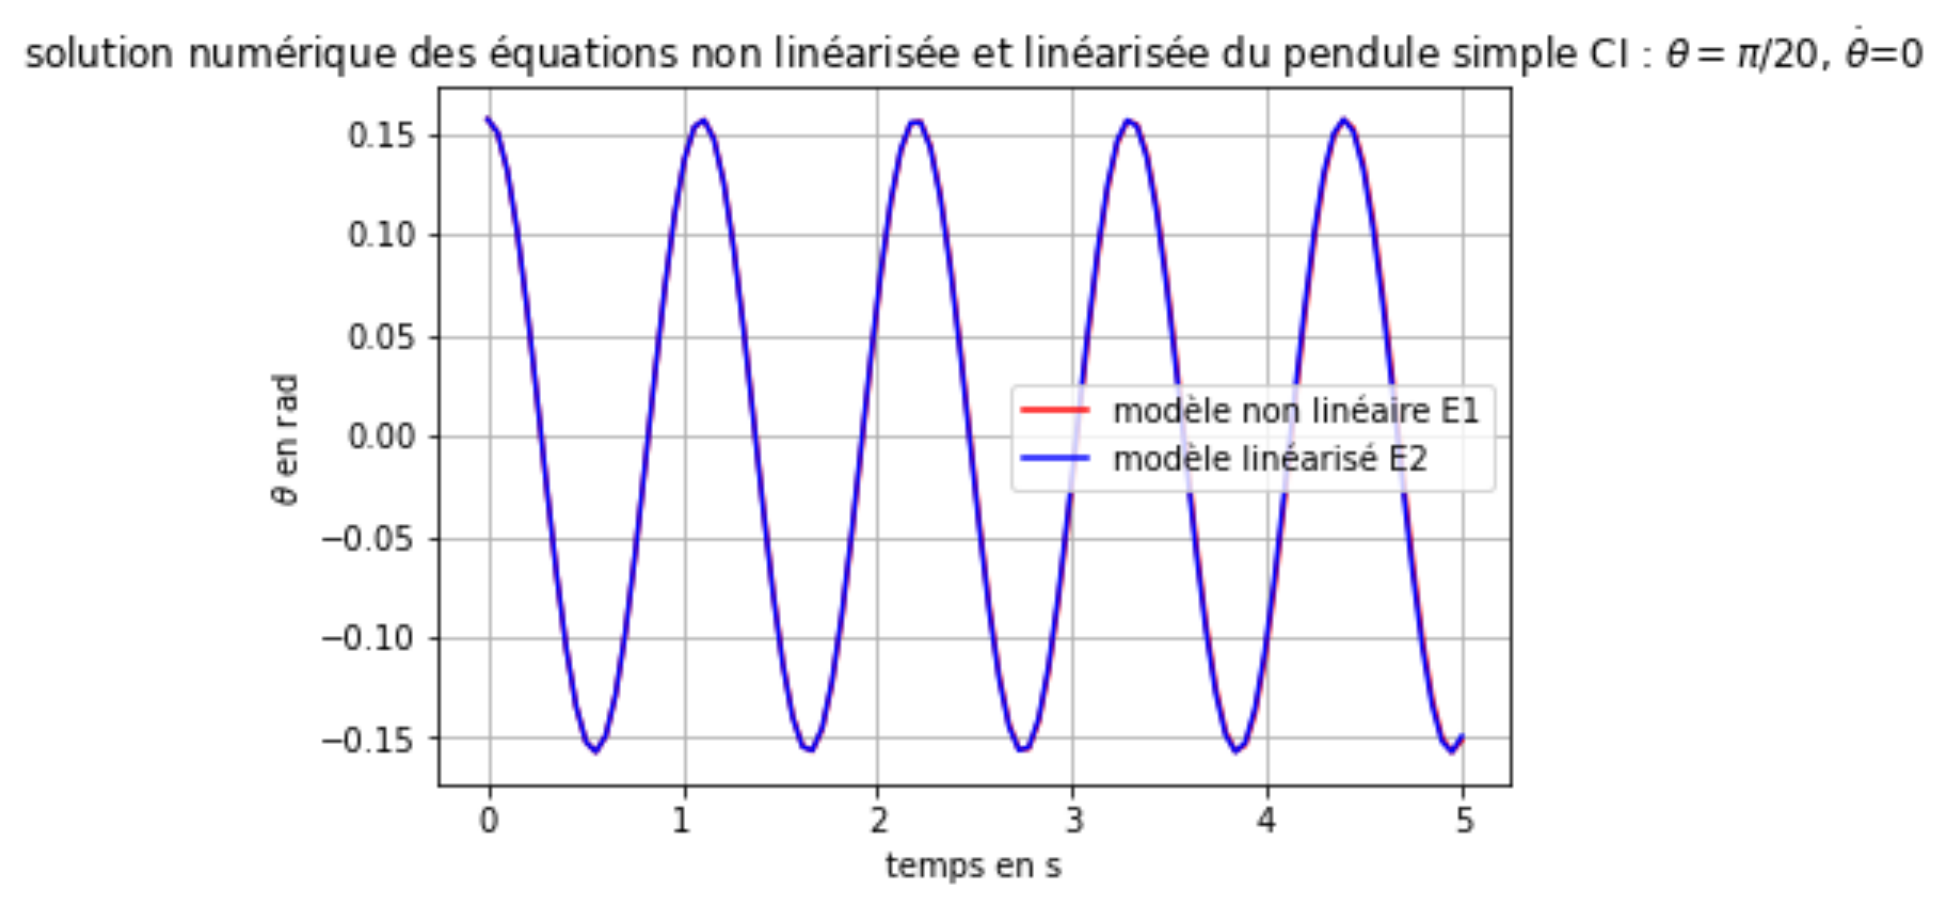 solution numérique des équations non linéarisée et linéarisée du pendule simple CI : θ = π/20, θ̇=0
0.15
0.10
0.05
0.00
−0.05
−0.10
−0.15
θ en rad
modèle non linéaire E1
modèle linéarisé E2
0 1 2 3 4 5
temps en s